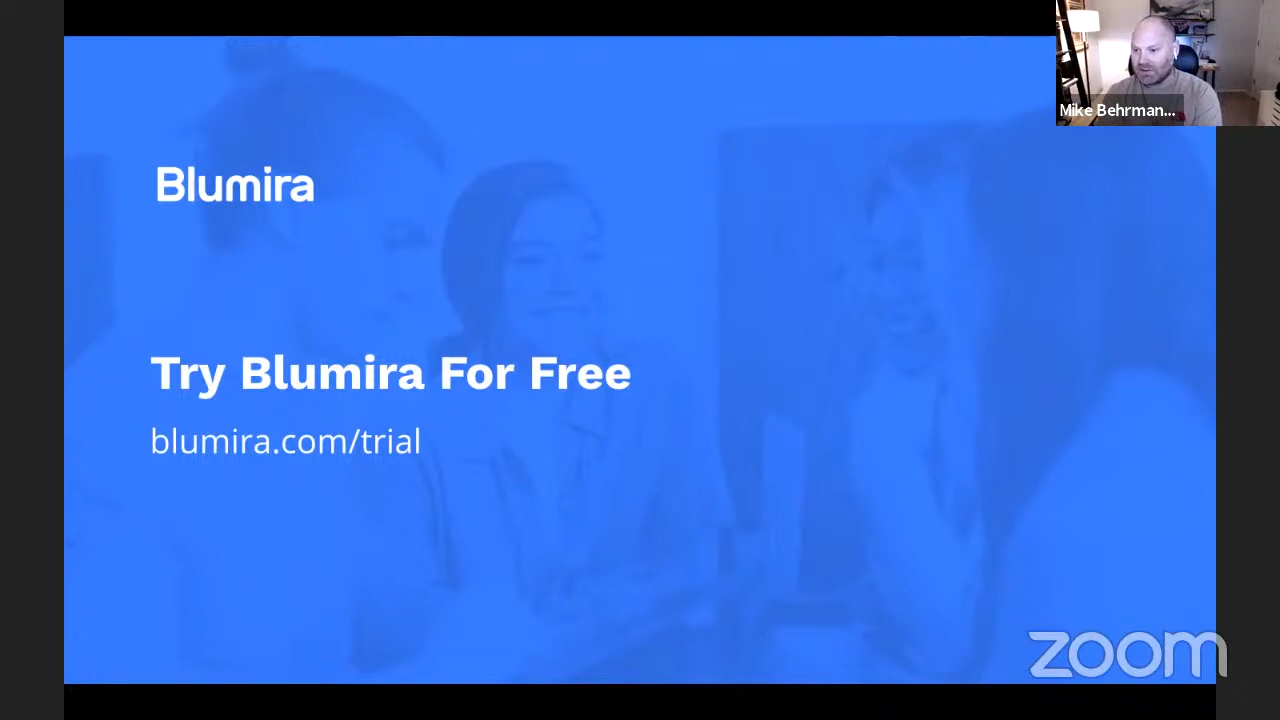 Mike Behrman...
Blumira
Try Blumira For Free
blumira.com/trial
zoom